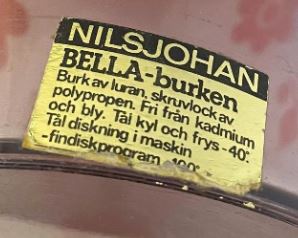 NILSJOHAN
BELLA-burken
Burk av luran, skruvlock av
polypropen. Fri från kadmium
och bly. Tål kyl och frys -40°.
Tål diskning i maskin
-findiskprogram +100°.